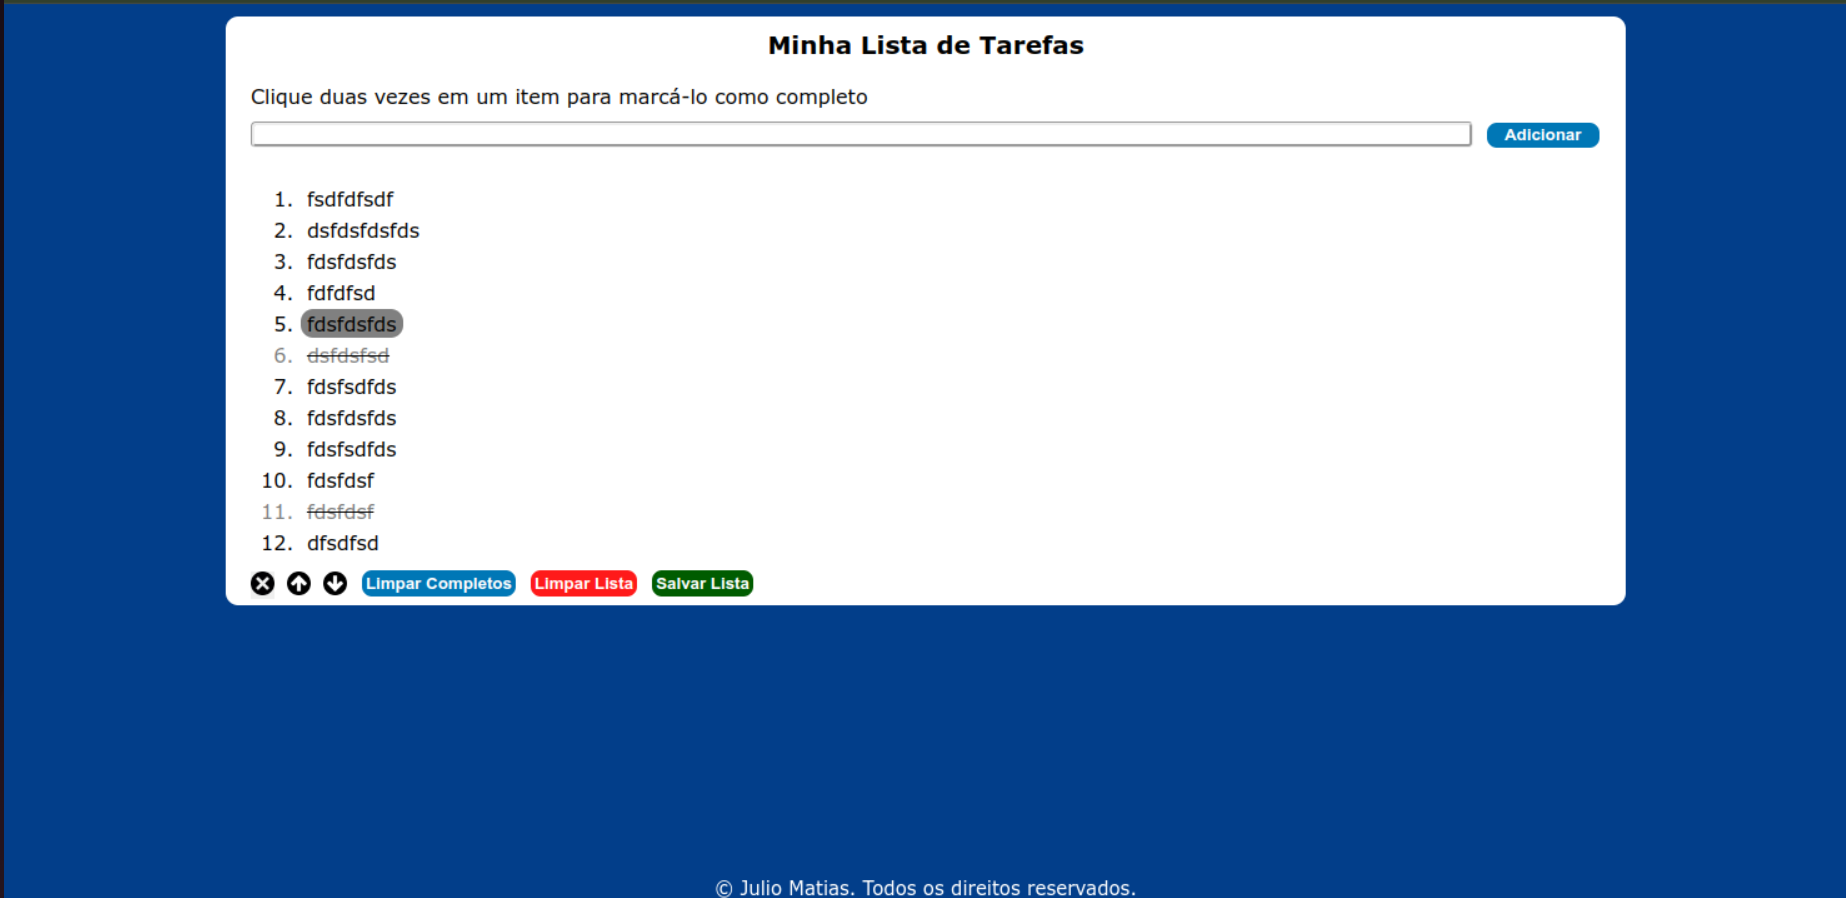 Minha Lista de Tarefas
Clique duas vezes em um item para marcá-lo como completo
Adicionar
1. fsdfdfsdf
2. dsfdsfdsfds
3. fdsfdsfds
4. fdfdfsd
5. fdsfdsfds
6. dsfdsfsd
7. fdsfsdfds
8. fdsfdsfds
9. fdsfsdfds
10. fdsfdsf
11. fdsfdsf
12. dfsdfsd
Limpar Completos Limpar Lista Salvar Lista
© Julio Matias. Todos os direitos reservados.